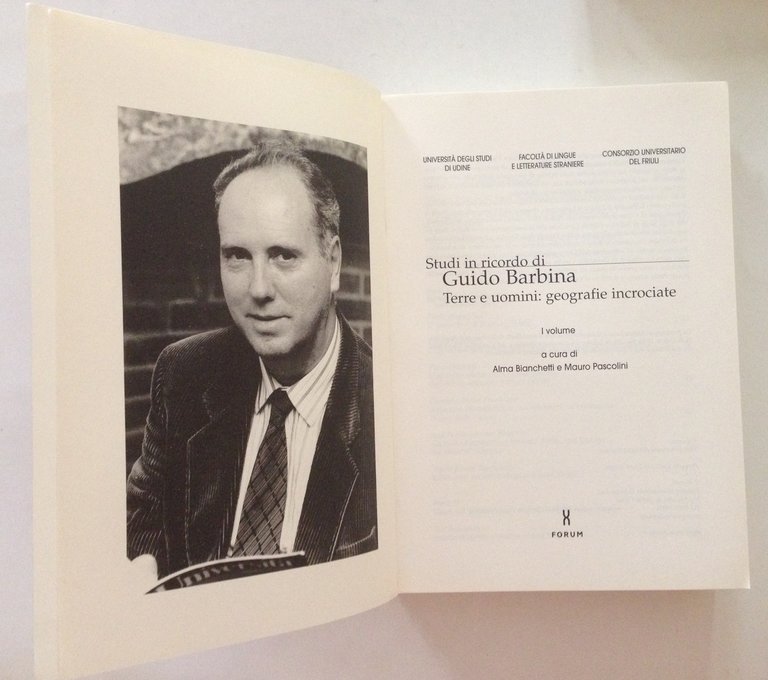 UNIVERSITÀ DEGLI STUDI
DI UDINE
FACOLTÀ DI LINGUE
E LETTERATURE STRANIERE
CONSORZIO UNIVERSITARIO
DEL FRIULI
Studi in ricordo di
Guido Barbina
Terre e uomini: geografie incrociate
I volume
a cura di
Alma Bianchetti e Mauro Pascolini
FORUM